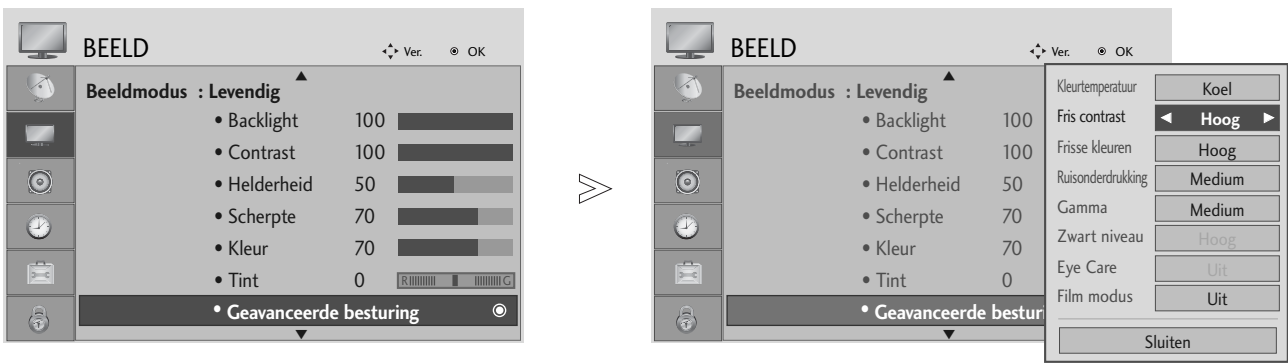 BEELD Ver. OK
Beeldmodus : Levendig
• Backlight 100
• Contrast 100
• Helderheid 50
• Scherpte 70
• Kleur 70
• Tint 0 R G
• Geavanceerde besturing
BEELD Ver. OK
Beeldmodus : Levendig
• Backlight 100
• Contrast 100
• Helderheid 50
• Scherpte 70
• Kleur 70
• Tint 0
• Geavanceerde bestur
Kleurtemperatuur Koel
Fris contrast ◄ Hoog ►
Frisse kleuren Hoog
Ruisonderdrukking Medium
Gamma Medium
Zwart niveau Hoog
Eye Care Uit
Film modus Uit
Sluiten